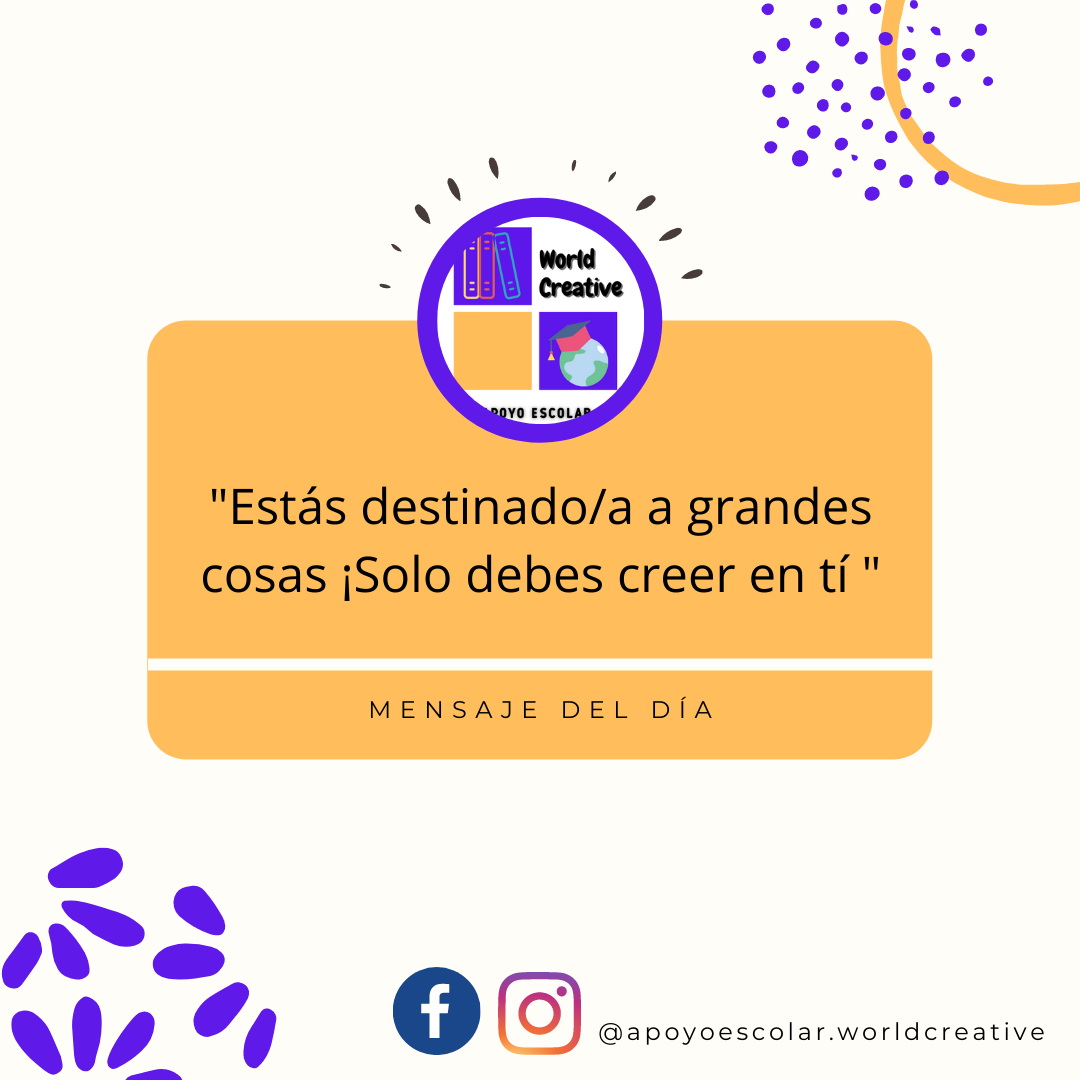 World
Creative
APOYO ESCOLAR
"Estás destinado/a a grandes
cosas ¡Solo debes creer en tí "
MENSAJE DEL DÍA
@apoyoescolar.worldcreative